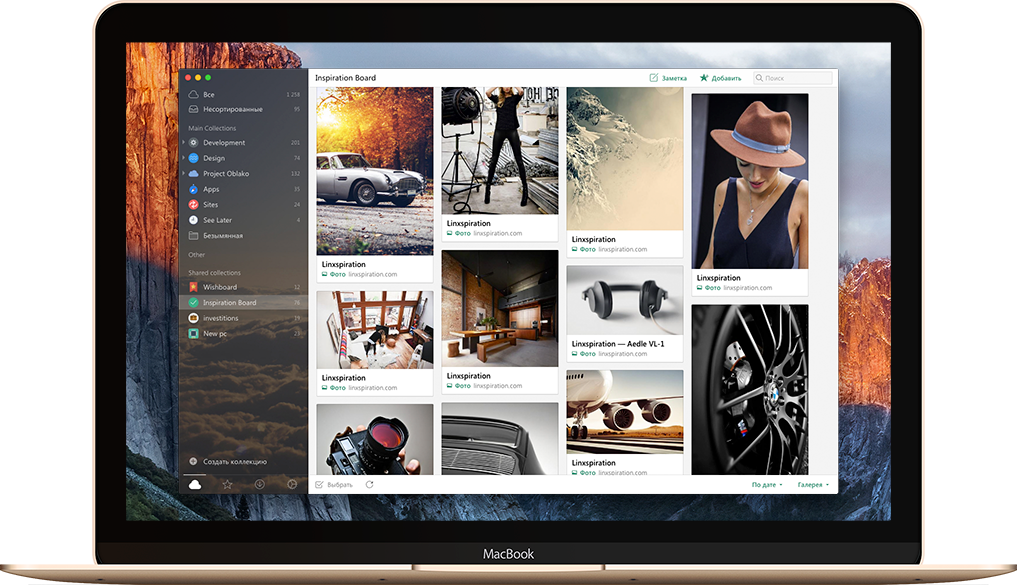 Inspiration Board
Заметка
Добавить
Поиск
Все 1 258
Несортированные 95
Main Collections
Development 201
Design 74
Project Oblako 132
Apps 35
Sites 24
See Later 4
Безымянная
Other
Shared collections
Wishboard 12
Inspiration Board 76
investitions 19
New pc 23
Создать коллекцию
Linxspiration
Фото linxspiration.com
Linxspiration
Фото linxspiration.com
Linxspiration
Фото linxspiration.com
Linxspiration
Фото linxspiration.com
Linxspiration
Фото linxspiration.com
Linxspiration
Фото linxspiration.com
Linxspiration — Aedle VL-1
Фото linxspiration.com
Linxspiration
Фото linxspiration.com
Выбрать
По дате
Галерея
MacBook